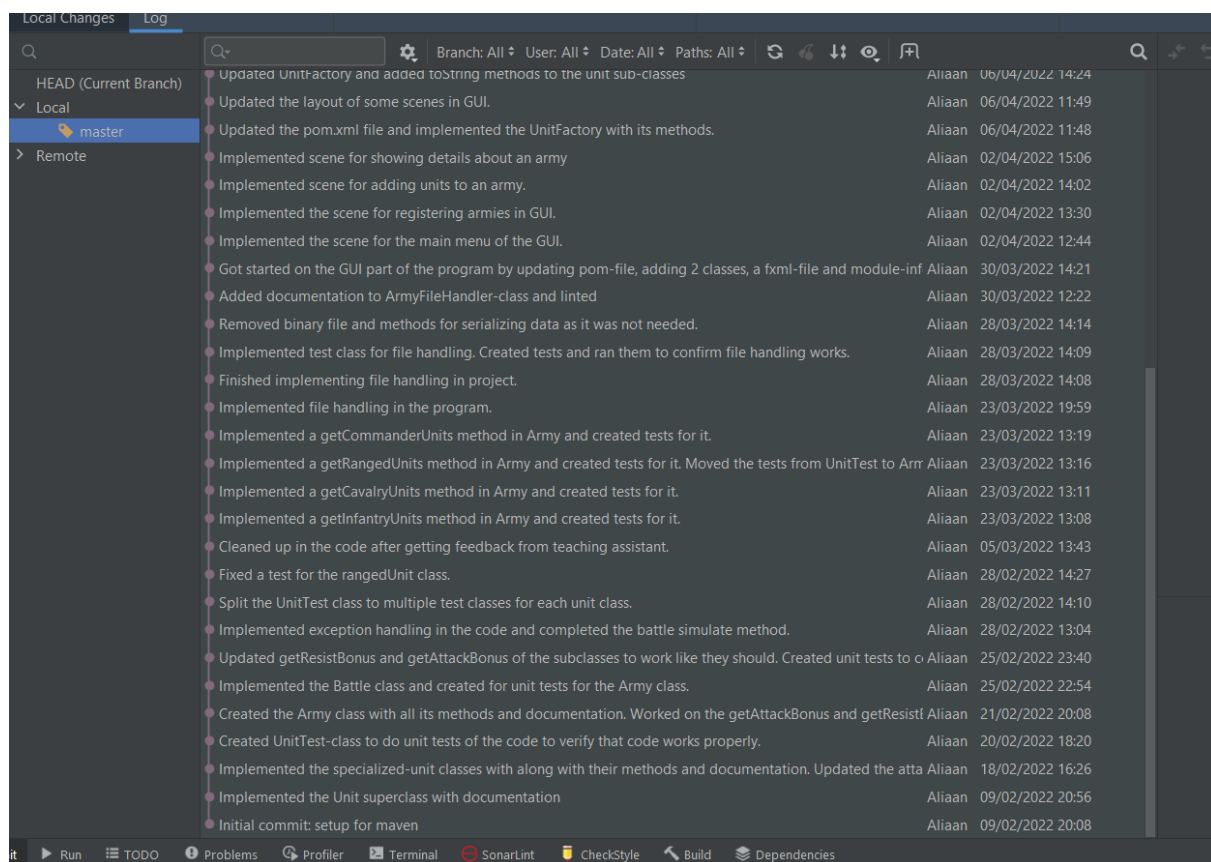 Local Changes Log
Branch: All User: All Date: All Paths: All
HEAD (Current Branch)
Local
master
Remote
Updated UnitFactory and added toString methods to the unit sub-classes Aliaan 06/04/2022 14:24
Updated the layout of some scenes in GUI. Aliaan 06/04/2022 11:49
Updated the pom.xml file and implemented the UnitFactory with its methods. Aliaan 06/04/2022 11:48
Implemented scene for showing details about an army Aliaan 02/04/2022 15:06
Implemented scene for adding units to an army. Aliaan 02/04/2022 14:02
Implemented the scene for registering armies in GUI. Aliaan 02/04/2022 13:30
Implemented the scene for the main menu of the GUI. Aliaan 02/04/2022 12:44
Got started on the GUI part of the program by updating pom-file, adding 2 classes, a fxml-file and module-inf Aliaan 30/03/2022 14:21
Added documentation to ArmyFileHandler-class and linted Aliaan 30/03/2022 12:22
Removed binary file and methods for serializing data as it was not needed. Aliaan 28/03/2022 14:14
Implemented test class for file handling. Created tests and ran them to confirm file handling works. Aliaan 28/03/2022 14:09
Finished implementing file handling in project. Aliaan 28/03/2022 14:08
Implemented file handling in the program. Aliaan 23/03/2022 19:59
Implemented a getCommanderUnits method in Army and created tests for it. Aliaan 23/03/2022 13:19
Implemented a getRangedUnits method in Army and created tests for it. Moved the tests from UnitTest to Arm Aliaan 23/03/2022 13:16
Implemented a getCavalryUnits method in Army and created tests for it. Aliaan 23/03/2022 13:11
Implemented a getInfantryUnits method in Army and created tests for it. Aliaan 23/03/2022 13:08
Cleaned up in the code after getting feedback from teaching assistant. Aliaan 05/03/2022 13:43
Fixed a test for the rangedUnit class. Aliaan 28/02/2022 14:27
Split the UnitTest class to multiple test classes for each unit class. Aliaan 28/02/2022 14:10
Implemented exception handling in the code and completed the battle simulate method. Aliaan 28/02/2022 13:04
Updated getResistBonus and getAttackBonus of the subclasses to work like they should. Created unit tests to c Aliaan 25/02/2022 23:40
Implemented the Battle class and created for unit tests for the Army class. Aliaan 25/02/2022 22:54
Created the Army class with all its methods and documentation. Worked on the getAttackBonus and getResist Aliaan 21/02/2022 20:08
Created UnitTest-class to do unit tests of the code to verify that code works properly. Aliaan 20/02/2022 18:20
Implemented the specialized-unit classes with along with their methods and documentation. Updated the atta Aliaan 18/02/2022 16:26
Implemented the Unit superclass with documentation Aliaan 09/02/2022 20:56
Initial commit: setup for maven Aliaan 09/02/2022 20:08
it Run TODO Problems Profiler Terminal SonarLint CheckStyle Build Dependencies